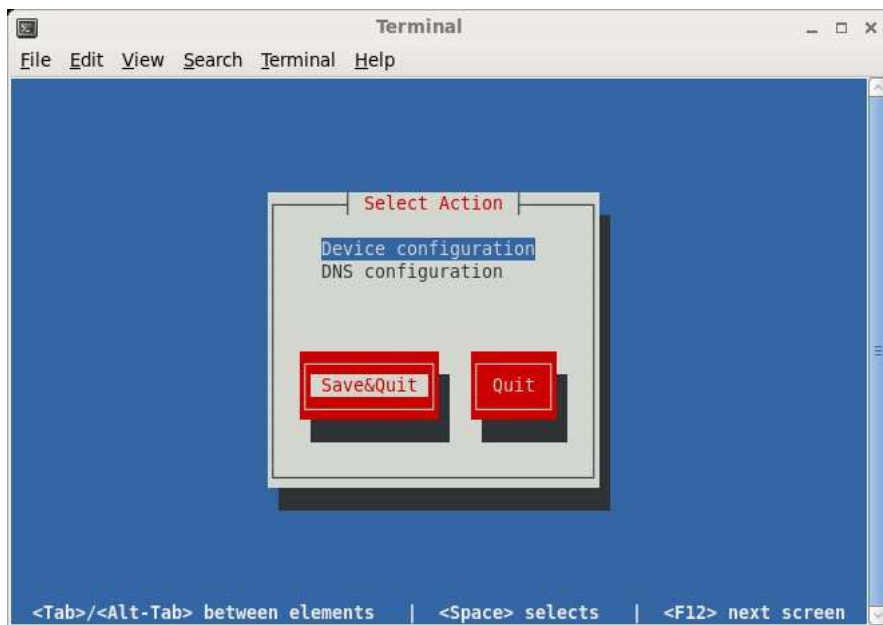 Terminal
File Edit View Search Terminal Help
Select Action
Device configuration
DNS configuration
Save&Quit Quit
<Tab>/<Alt-Tab> between elements | <Space> selects | <F12> next screen